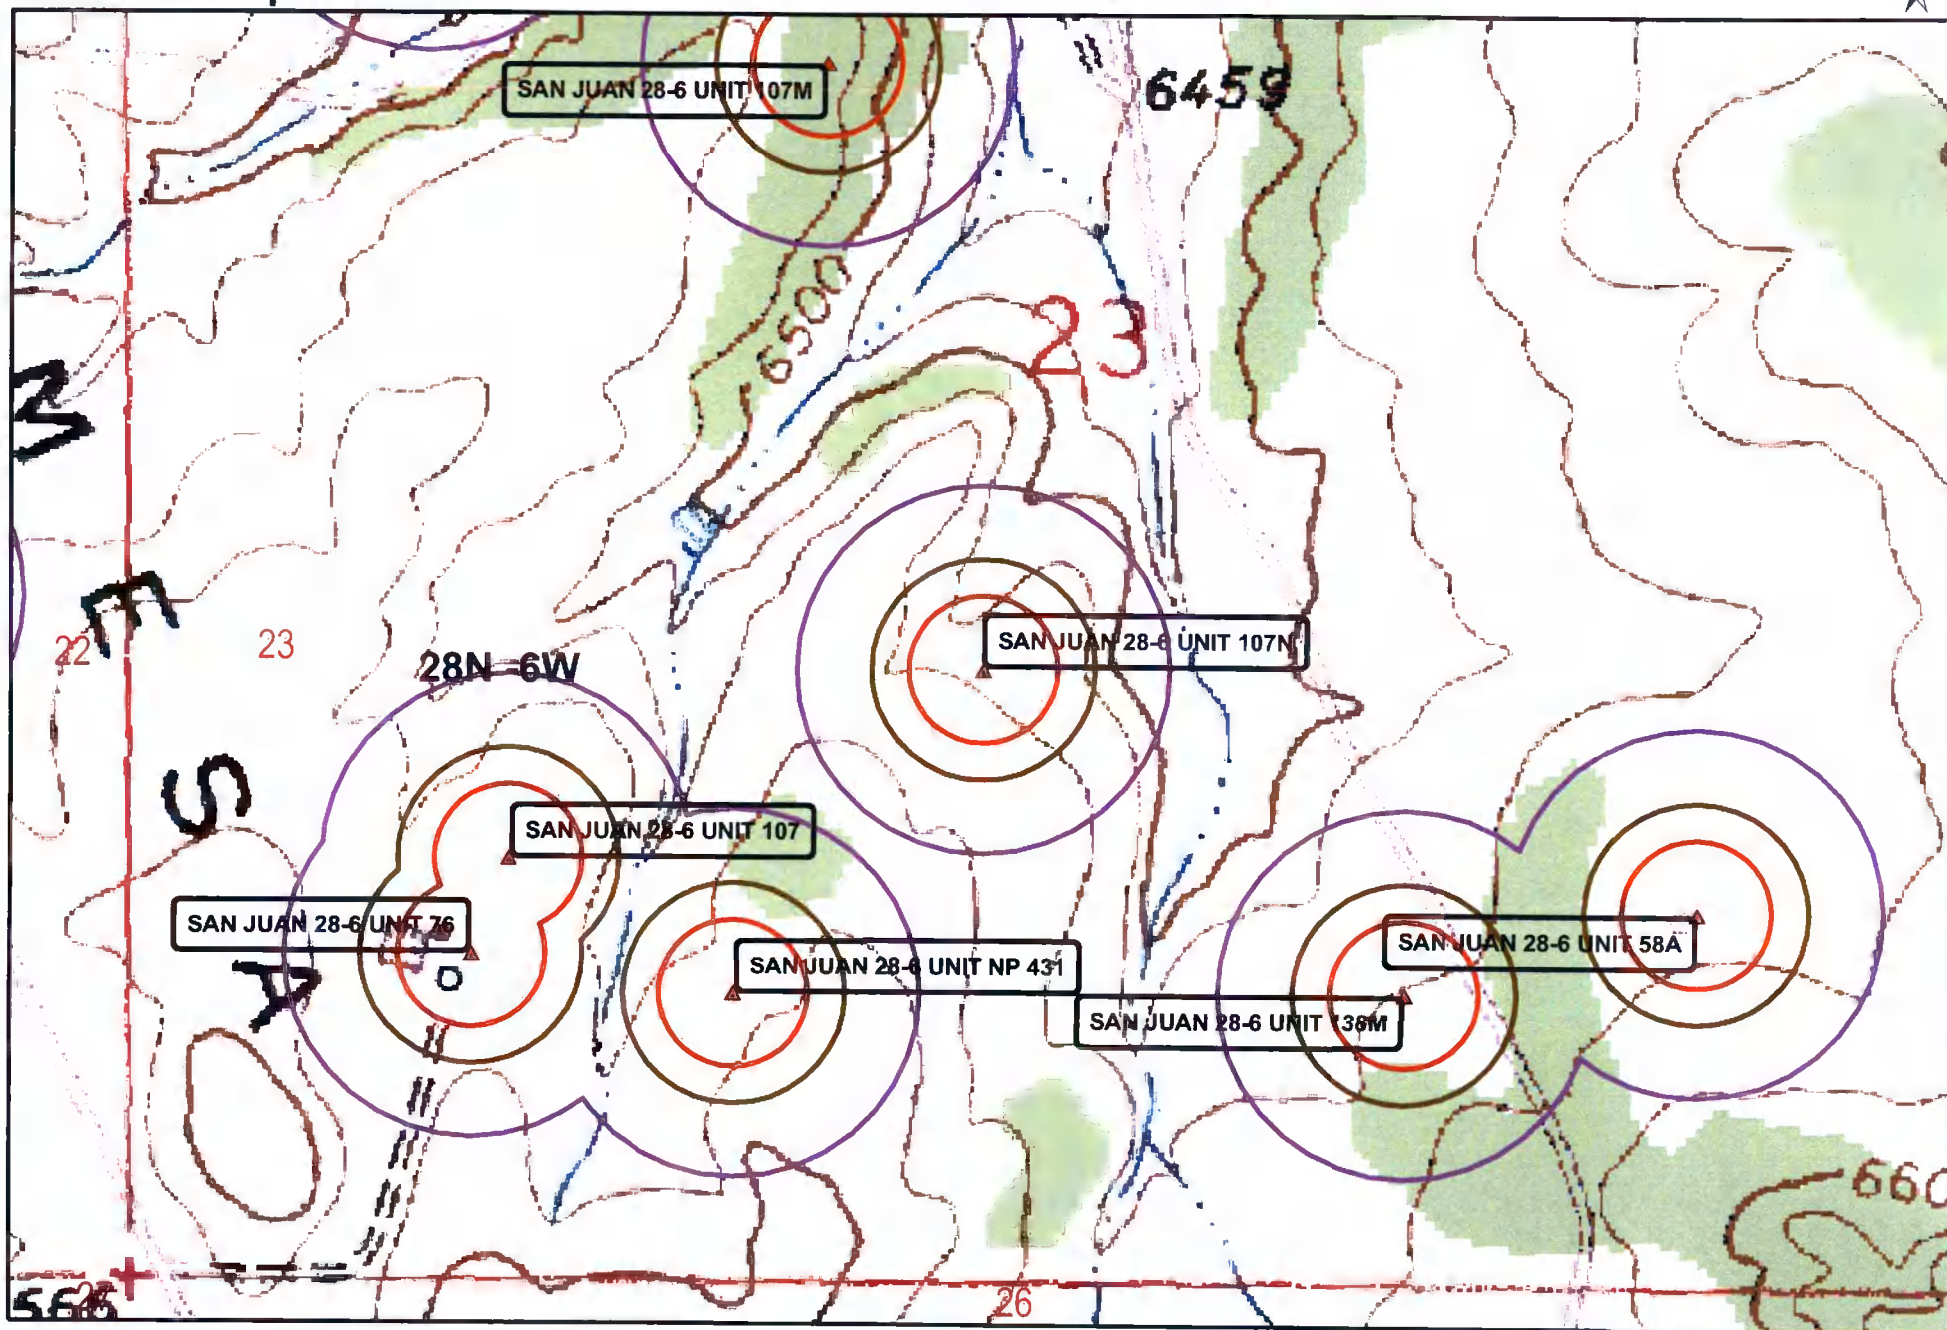 SAN JUAN 28-6 UNIT 107M
6459
6500
23
M
E
SAN JUAN 28-6 UNIT 107N
22
23
28N 6W
S
SAN JUAN 28-6 UNIT 107
SAN JUAN 28-6 UNIT 76
A
SAN JUAN 28-6 UNIT 58A
SAN JUAN 28-6 UNIT NP 431
SAN JUAN 28-6 UNIT 138M
660
26